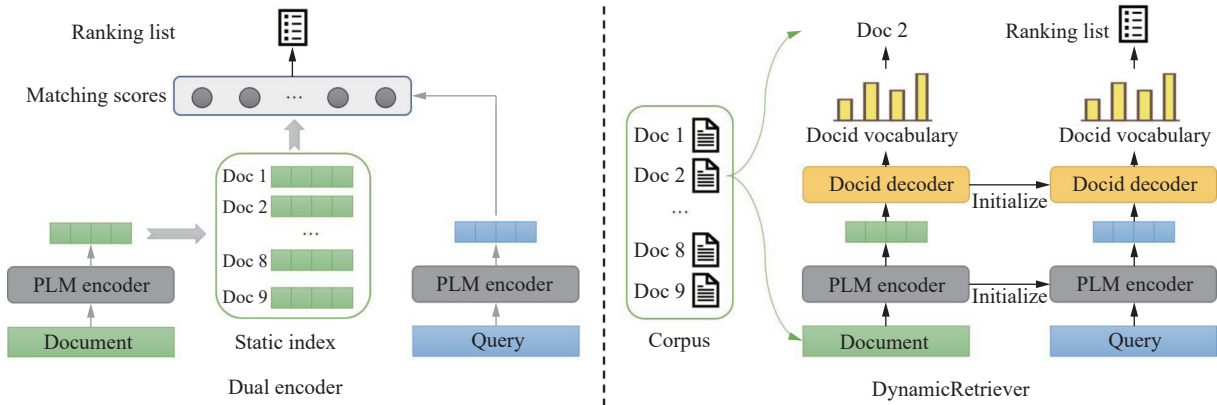 Ranking list
Matching scores
...
Doc 1
Doc 2
...
Doc 8
Doc 9
PLM encoder
PLM encoder
Document
Static index
Query
Dual encoder
Doc 2
Ranking list
Doc 1
Doc 2
...
Doc 8
Doc 9
Corpus
Docid vocabulary
Docid vocabulary
Docid decoder
Initialize
Docid decoder
PLM encoder
Initialize
PLM encoder
Document
Query
DynamicRetriever